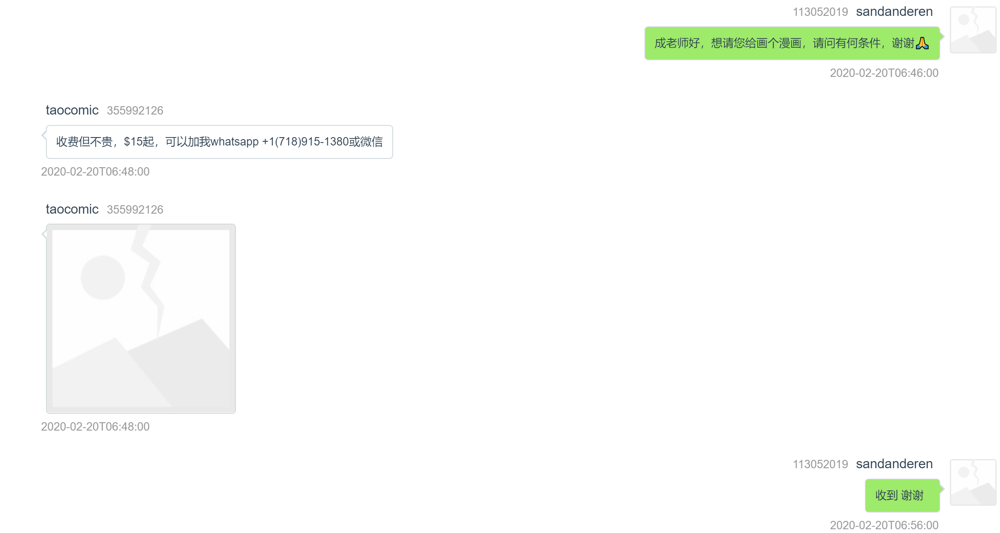 113052019 sandanderen
成老师好，想请您给画个漫画，请问有何条件，谢谢🙏
2020-02-20T06:46:00
taocomic 355992126
收费但不贵，$15起，可以加我whatsapp +1(718)915-1380或微信
2020-02-20T06:48:00
taocomic 355992126
2020-02-20T06:48:00
113052019 sandanderen
收到 谢谢
2020-02-20T06:56:00